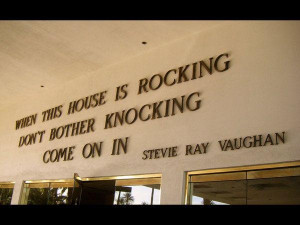 WHEN THIS HOUSE IS ROCKING
DON'T BOTHER KNOCKING
COME ON IN STEVIE RAY VAUGHAN